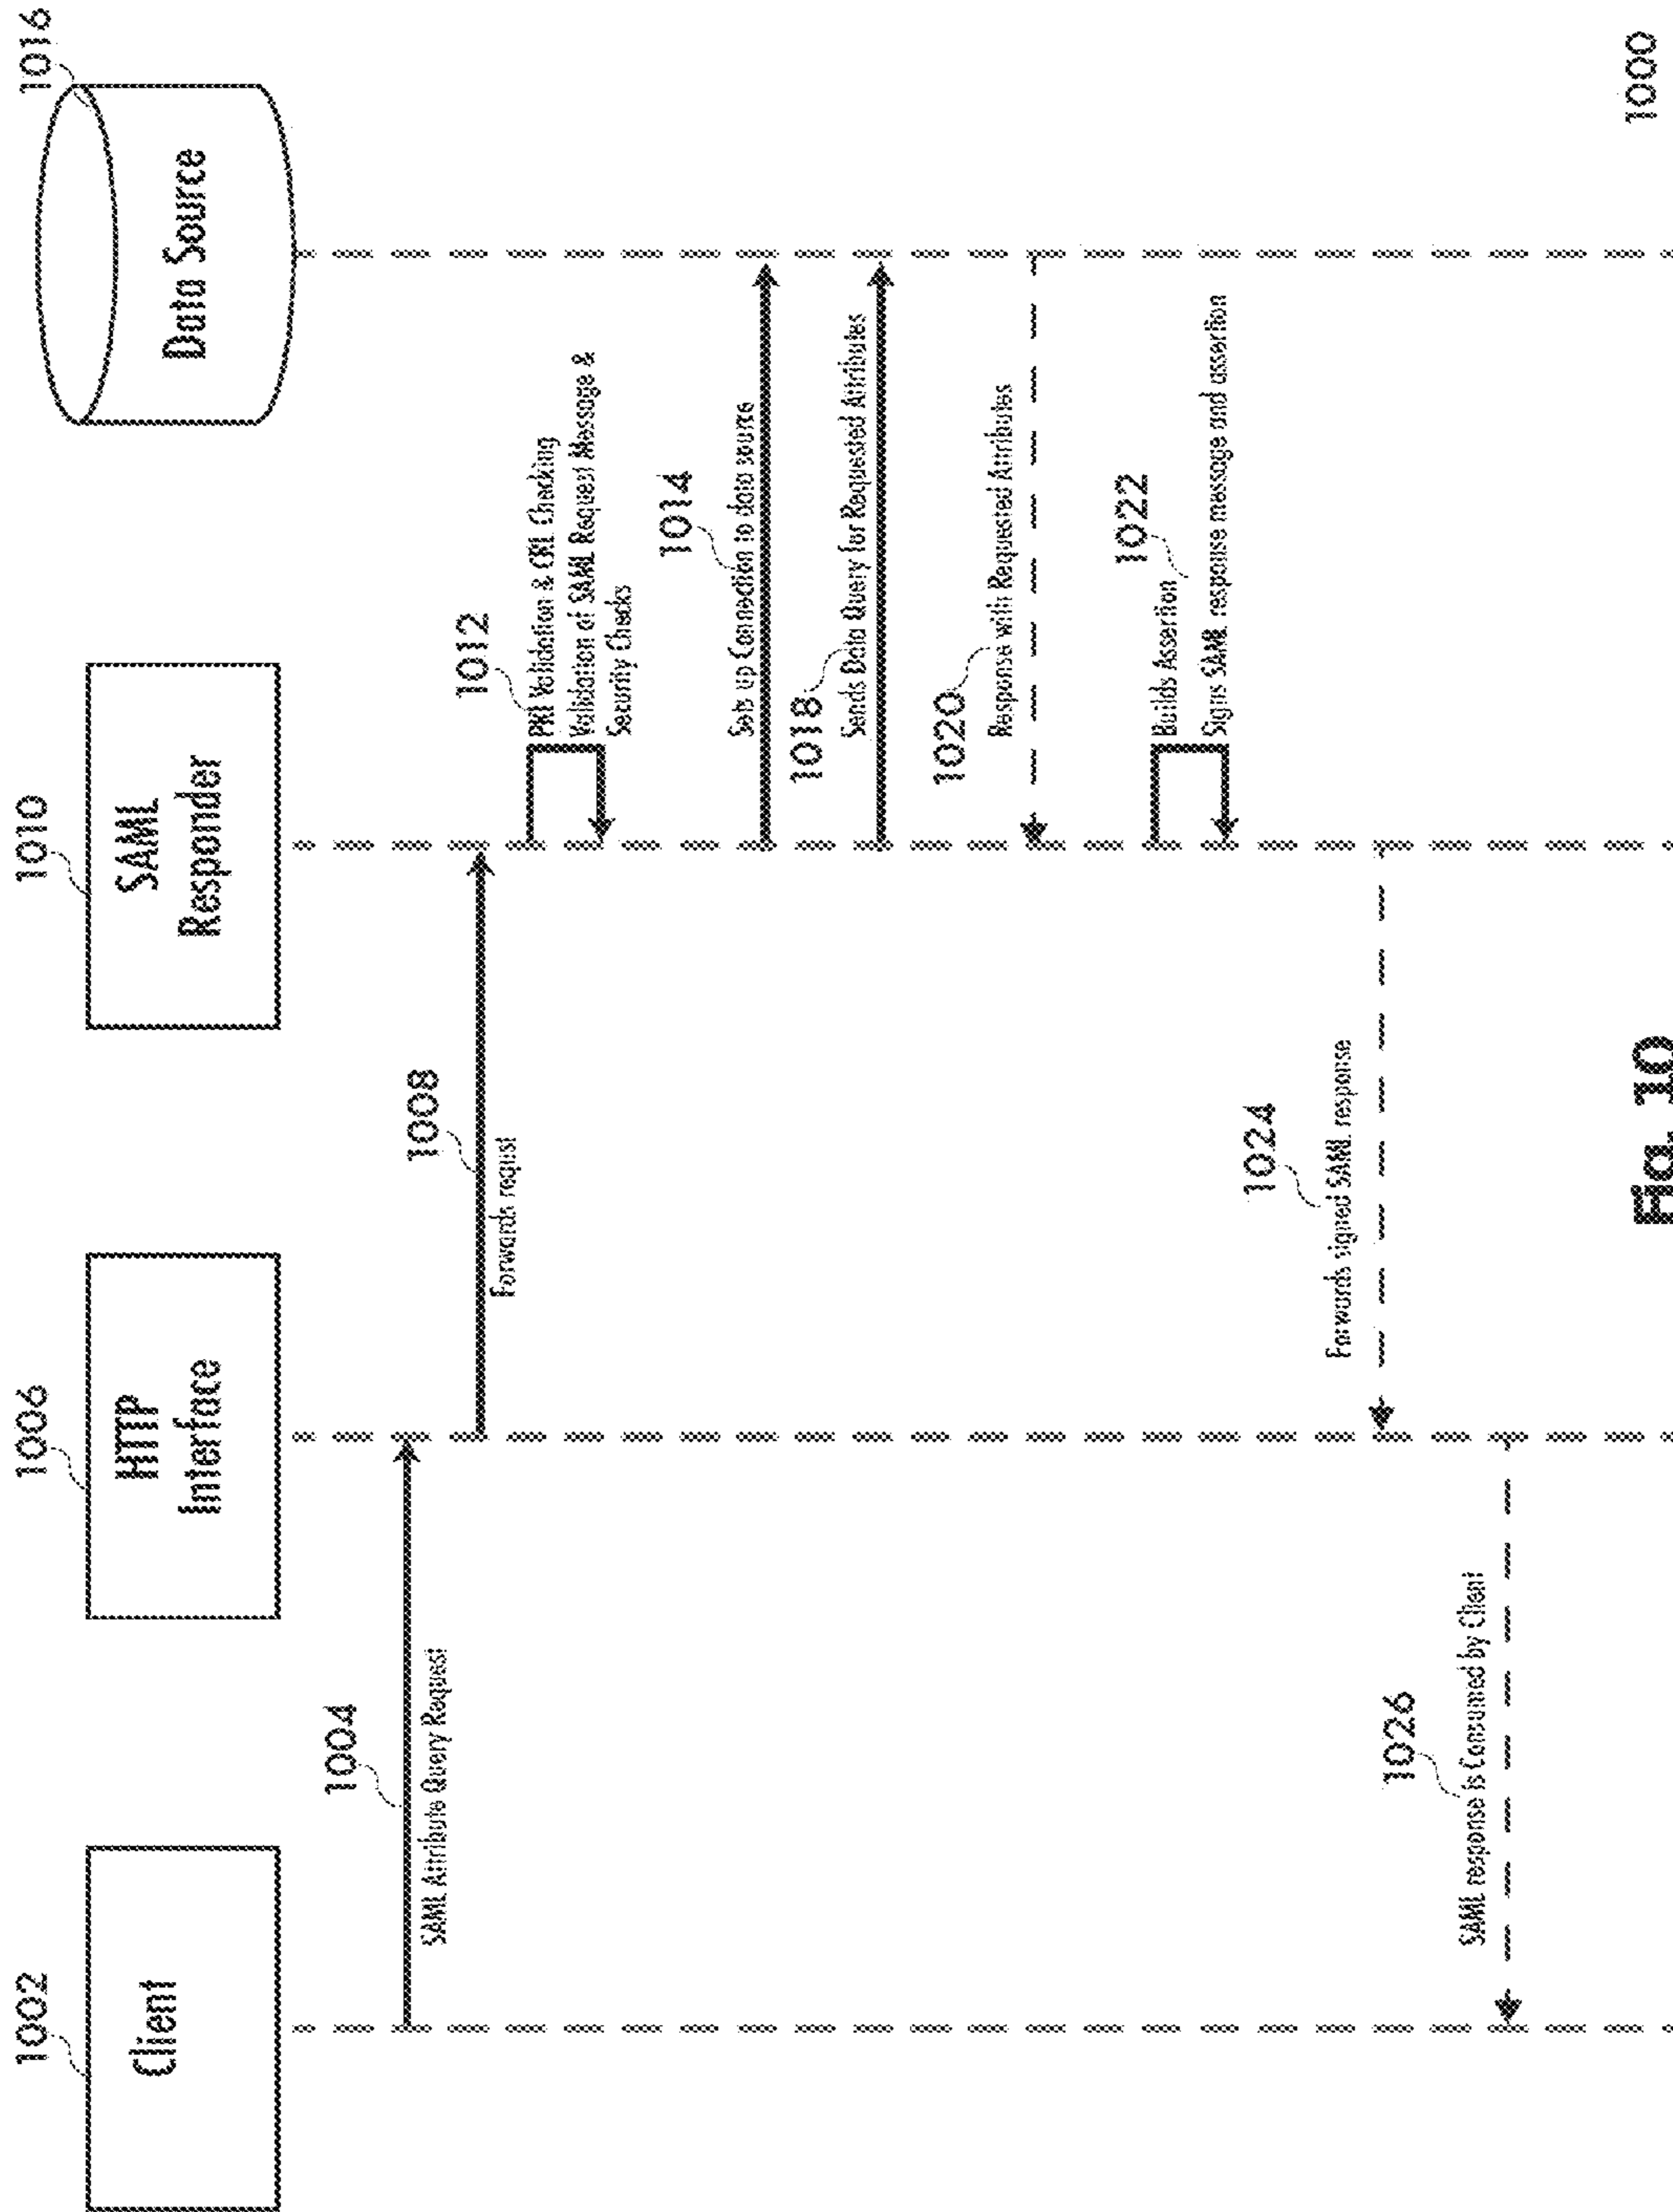 1002
Client
1006
HTTP
Interface
1010
SAML
Responder
1016
Data Source
1004
SAML Attribute Query Request
1008
Forwards requst
1012
PKI Validation & CRL Checking
Validation of SAML Request Message &
Security Checks
1014
Sets up Connection to data source
1018
Sends Data Query for Requested Attributes
1020
Response with Requested Attributes
1022
Builds Assertion
Signs SAML response message and assertion
1024
Forwards signed SAML response
1026
SAML response is Consumed by Client
Fig. 10
1000